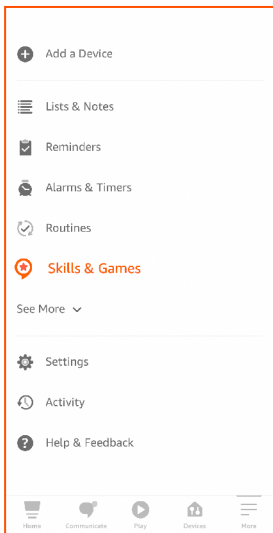 Add a Device
Lists & Notes
Reminders
Alarms & Timers
Routines
Skills & Games
See More
Settings
Activity
Help & Feedback
Home Communicate Play Devices More